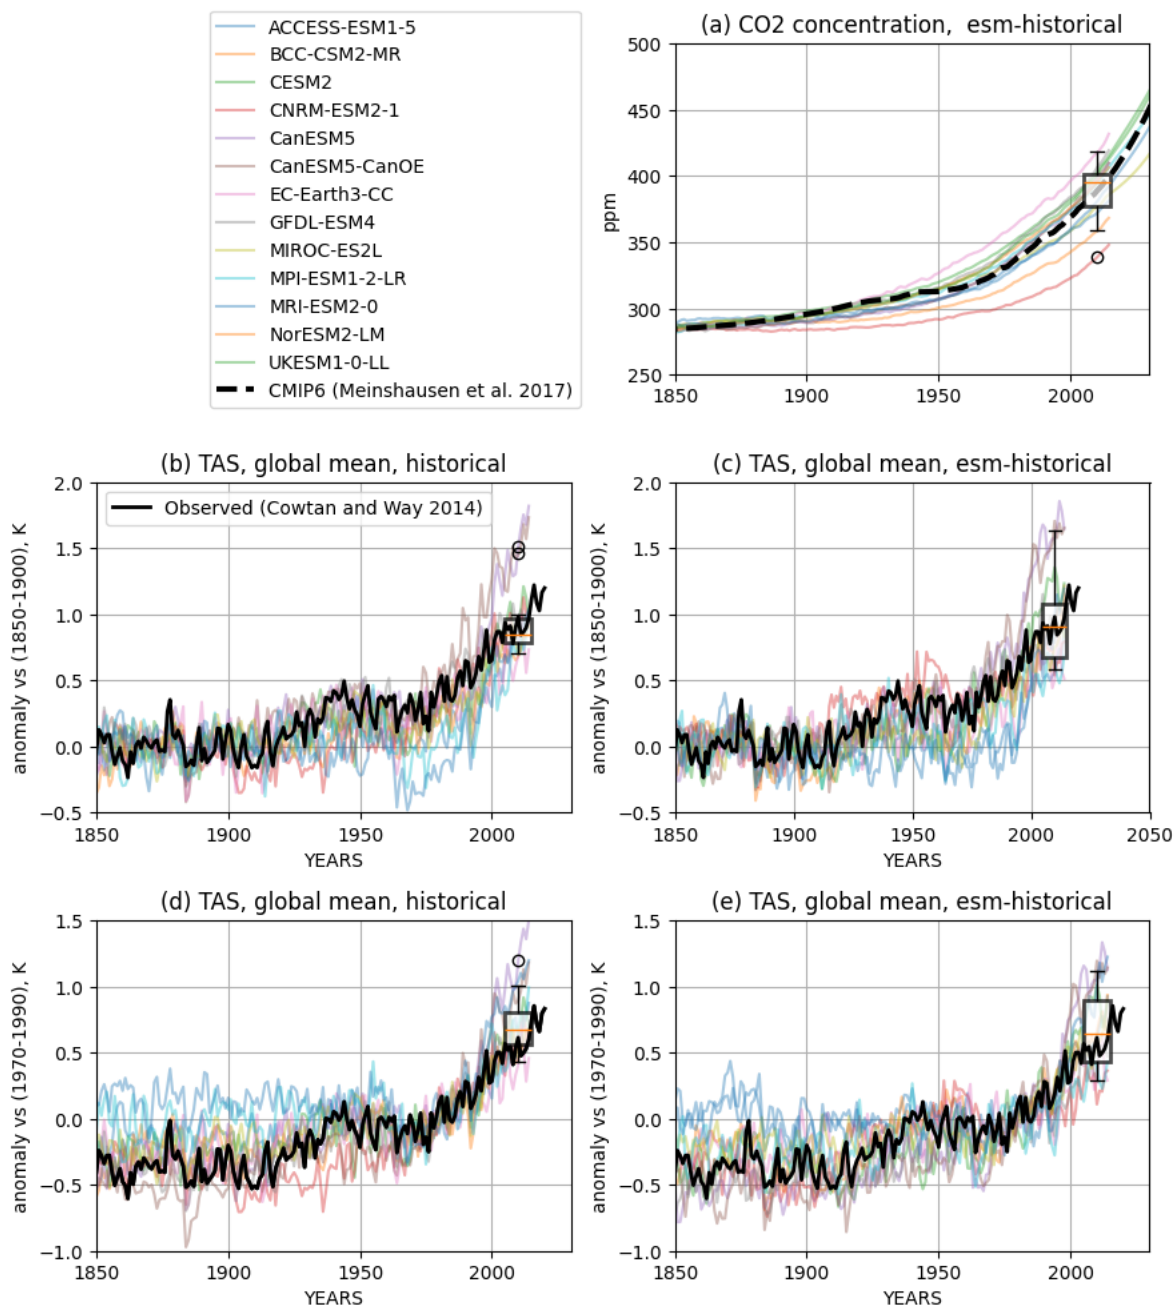 ACCESS-ESM1-5
BCC-CSM2-MR
CESM2
CNRM-ESM2-1
CanESM5
CanESM5-CanOE
EC-Earth3-CC
GFDL-ESM4
MIROC-ES2L
MPI-ESM1-2-LR
MRI-ESM2-0
NorESM2-LM
UKESM1-0-LL
CMIP6 (Meinshausen et al. 2017)
(a) CO2 concentration, esm-historical
500
450
400
350
300
250
ppm
1850 1900 1950 2000
(b) TAS, global mean, historical
Observed (Cowtan and Way 2014)
2.0
1.5
1.0
0.5
0.0
−0.5
anomaly vs (1850-1900), K
1850 1900 1950 2000
YEARS
(c) TAS, global mean, esm-historical
2.0
1.5
1.0
0.5
0.0
−0.5
anomaly vs (1850-1900), K
1850 1900 1950 2000 2050
YEARS
(d) TAS, global mean, historical
1.5
1.0
0.5
0.0
−0.5
−1.0
anomaly vs (1970-1990), K
1850 1900 1950 2000
YEARS
(e) TAS, global mean, esm-historical
1.5
1.0
0.5
0.0
−0.5
−1.0
anomaly vs (1970-1990), K
1850 1900 1950 2000
YEARS